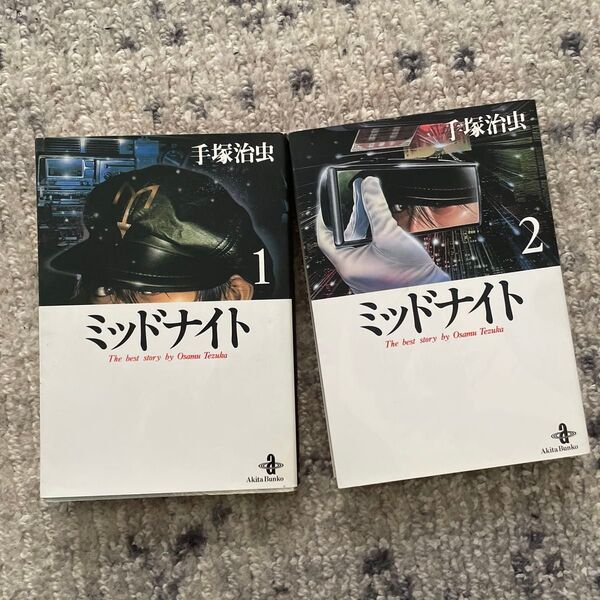 手塚治虫
1
ミッドナイト
The best story by Osamu Tezuka
a
Akita Bunko
手塚治虫
2
ミッドナイト
The best story by Osamu Tezuka
a
Akita Bunko